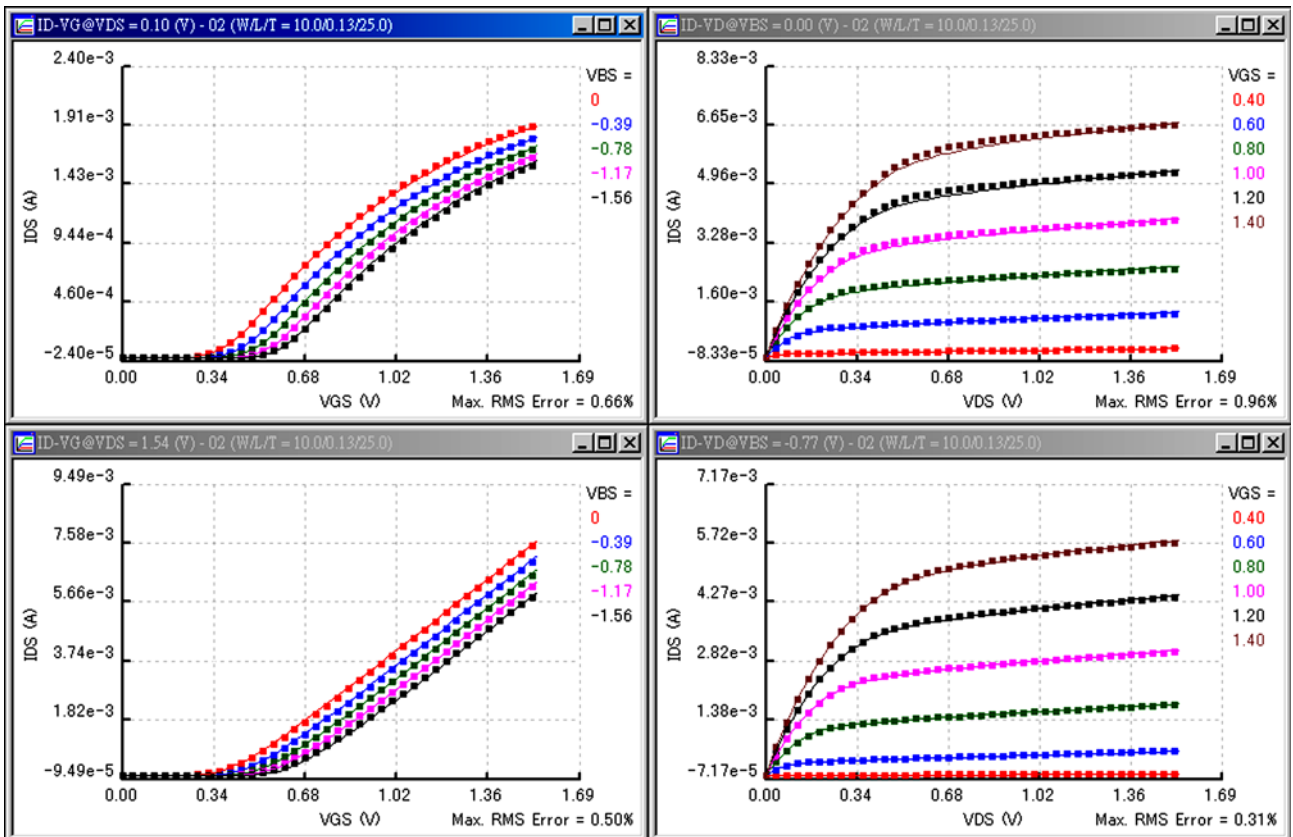 ID-VG@VDS = 0.10 (V) - 02 (W/L/T = 10.0/0.13/25.0)
2.40e-3
1.91e-3
1.43e-3
9.44e-4
4.60e-4
-2.40e-5
IDS (A)
0.00 0.34 0.68 1.02 1.36 1.69
VGS (V)
Max. RMS Error = 0.66%
VBS =
0
-0.39
-0.78
-1.17
-1.56
ID-VD@VBS = 0.00 (V) - 02 (W/L/T = 10.0/0.13/25.0)
8.33e-3
6.65e-3
4.96e-3
3.28e-3
1.60e-3
-8.33e-5
IDS (A)
0.00 0.34 0.68 1.02 1.36 1.69
VDS (V)
Max. RMS Error = 0.96%
VGS =
0.40
0.60
0.80
1.00
1.20
1.40
ID-VG@VDS = 1.54 (V) - 02 (W/L/T = 10.0/0.13/25.0)
9.49e-3
7.58e-3
5.66e-3
3.74e-3
1.82e-3
-9.49e-5
IDS (A)
0.00 0.34 0.68 1.02 1.36 1.69
VGS (V)
Max. RMS Error = 0.50%
VBS =
0
-0.39
-0.78
-1.17
-1.56
ID-VD@VBS = -0.77 (V) - 02 (W/L/T = 10.0/0.13/25.0)
7.17e-3
5.72e-3
4.27e-3
2.82e-3
1.38e-3
-7.17e-5
IDS (A)
0.00 0.34 0.68 1.02 1.36 1.69
VDS (V)
Max. RMS Error = 0.31%
VGS =
0.40
0.60
0.80
1.00
1.20
1.40